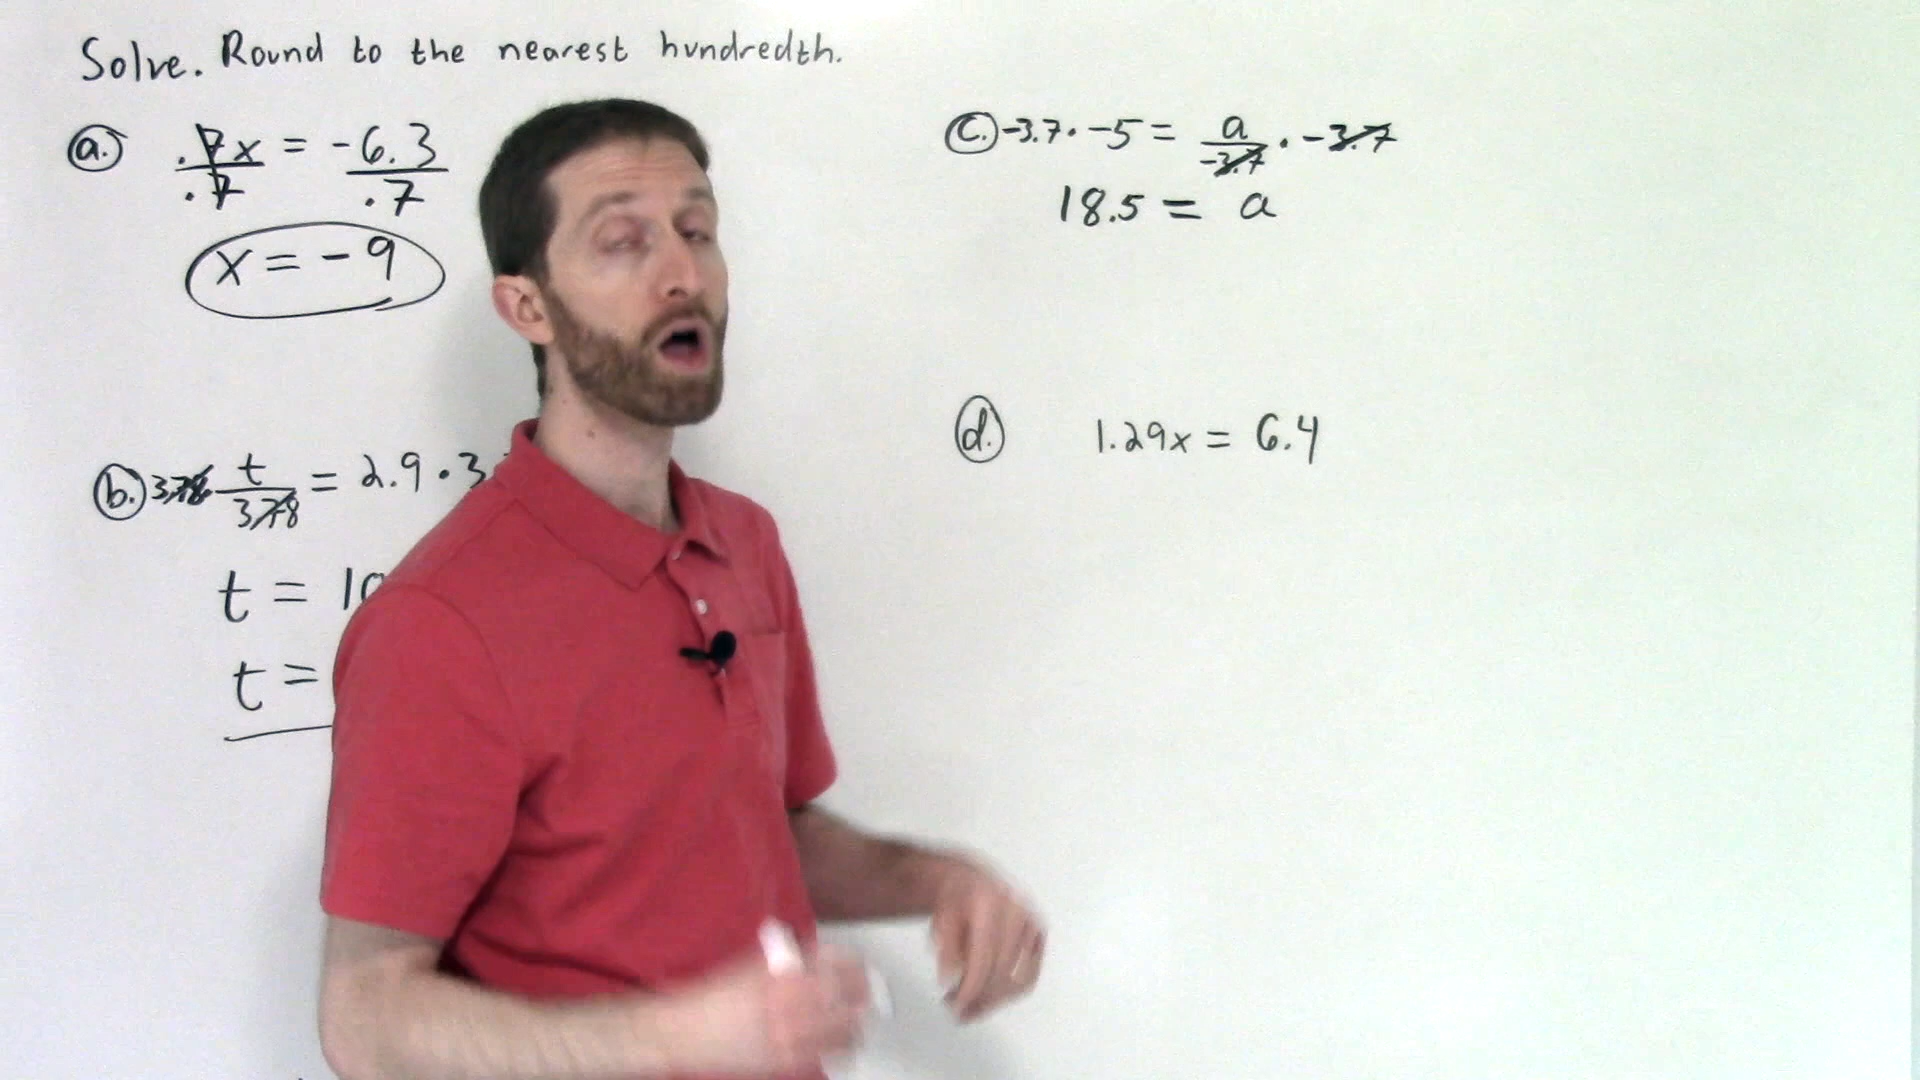 Solve. Round to the nearest hundredth.
a. .7x = -6.3
.7 .7
x = -9
b. 3.78 · t = 2.9 · 3.
3.78
t = 10
t =
c. -3.7 · -5 = a · -3.7
-3.7
18.5 = a
d. 1.29x = 6.4